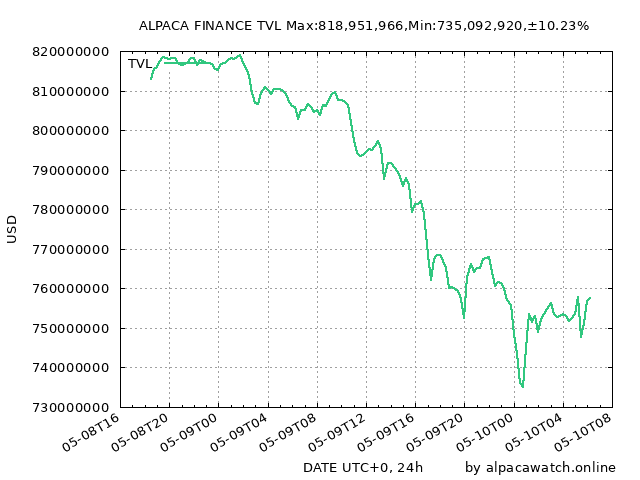 ALPACA FINANCE TVL Max:818,951,966,Min:735,092,920,±10.23%
820000000
TVL
810000000
800000000
790000000
780000000
770000000
760000000
750000000
740000000
730000000
USD
05-08T16
05-08T20
05-09T00
05-09T04
05-09T08
05-09T12
05-09T16
05-09T20
05-10T00
05-10T04
05-10T08
DATE UTC+0, 24h
by alpacawatch.online